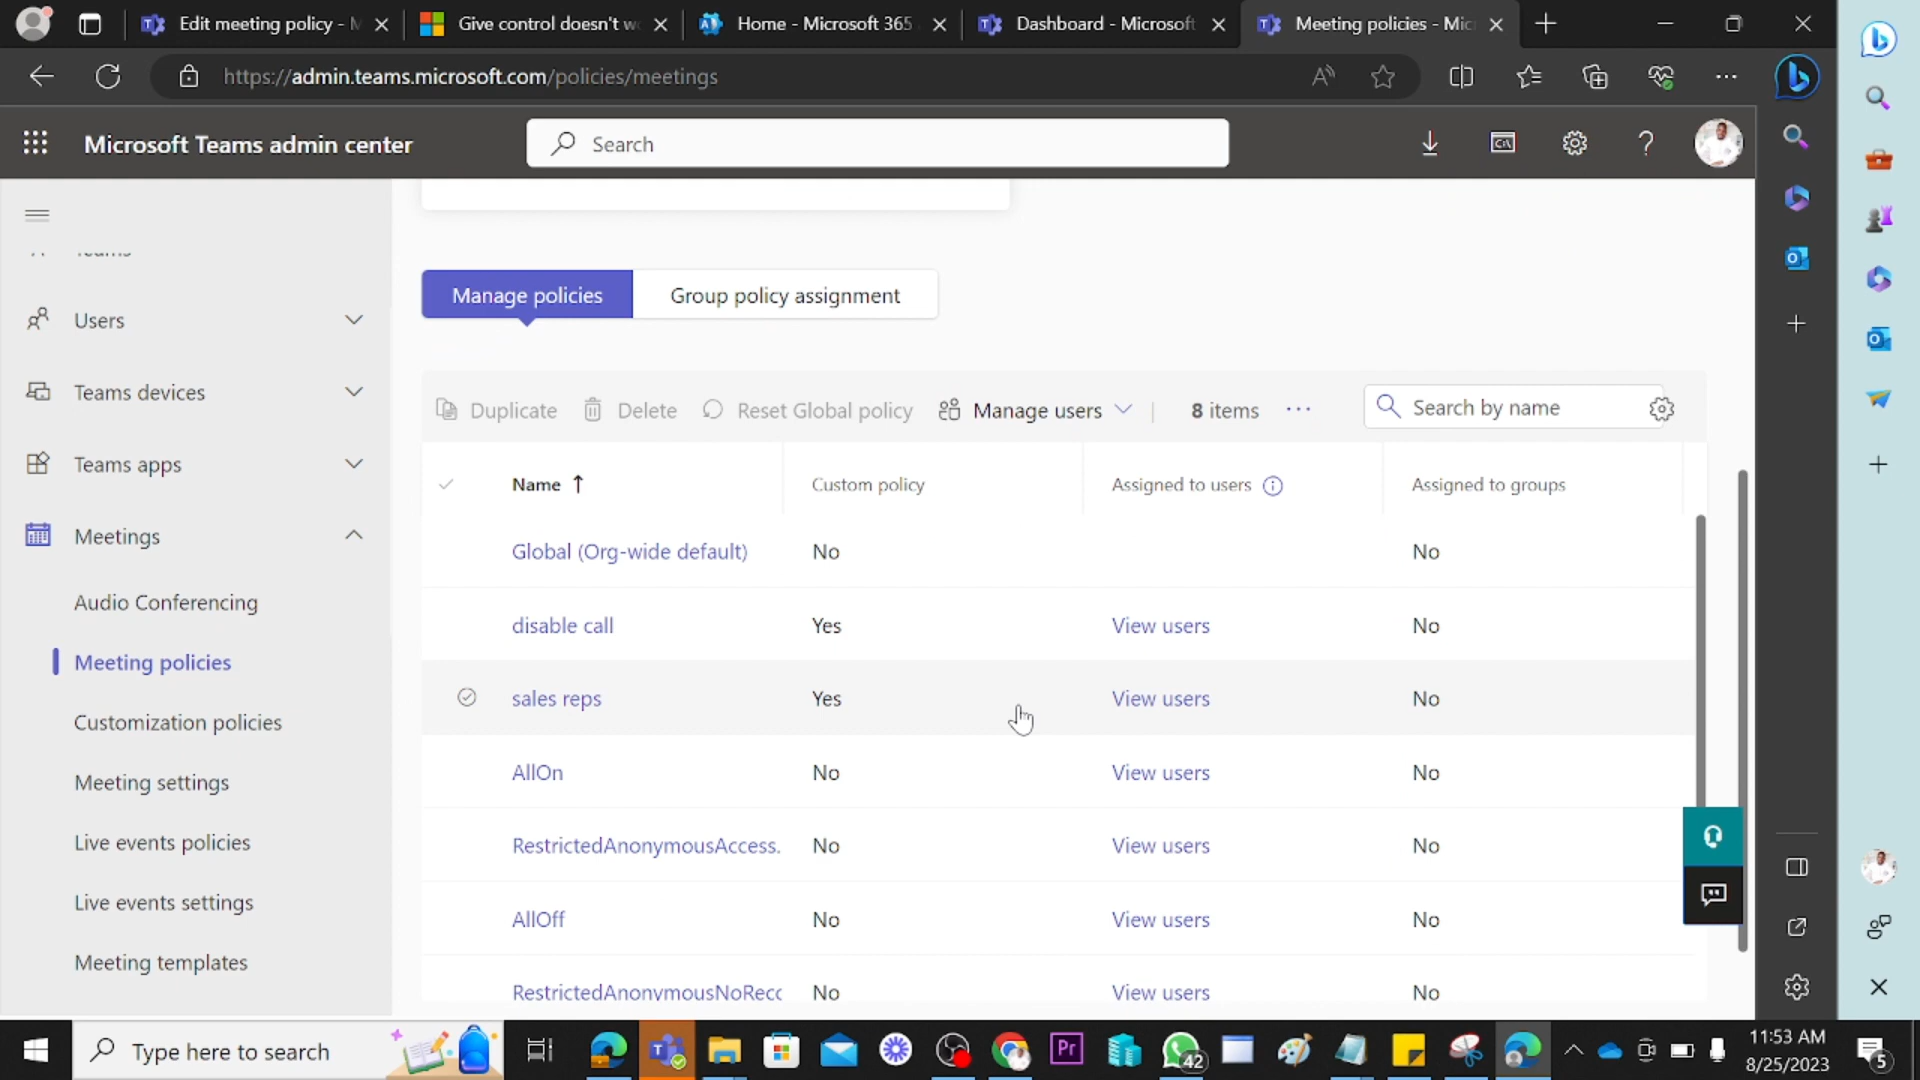 Edit meeting policy - M
Give control doesn't w
Home - Microsoft 365
Dashboard - Microsoft
Meeting policies - Mic
https://admin.teams.microsoft.com/policies/meetings
Microsoft Teams admin center
Search
Teams
Users
Teams devices
Teams apps
Meetings
Audio Conferencing
Meeting policies
Customization policies
Meeting settings
Live events policies
Live events settings
Meeting templates
Manage policies
Group policy assignment
Duplicate Delete Reset Global policy Manage users 8 items Search by name
Name ↑ Custom policy Assigned to users Assigned to groups
Global (Org-wide default) No No
disable call Yes View users No
sales reps Yes View users No
AllOn No View users No
RestrictedAnonymousAccess. No View users No
AllOff No View users No
RestrictedAnonymousNoRecc No View users No
Type here to search
Pr
42
11:53 AM
8/25/2023
5